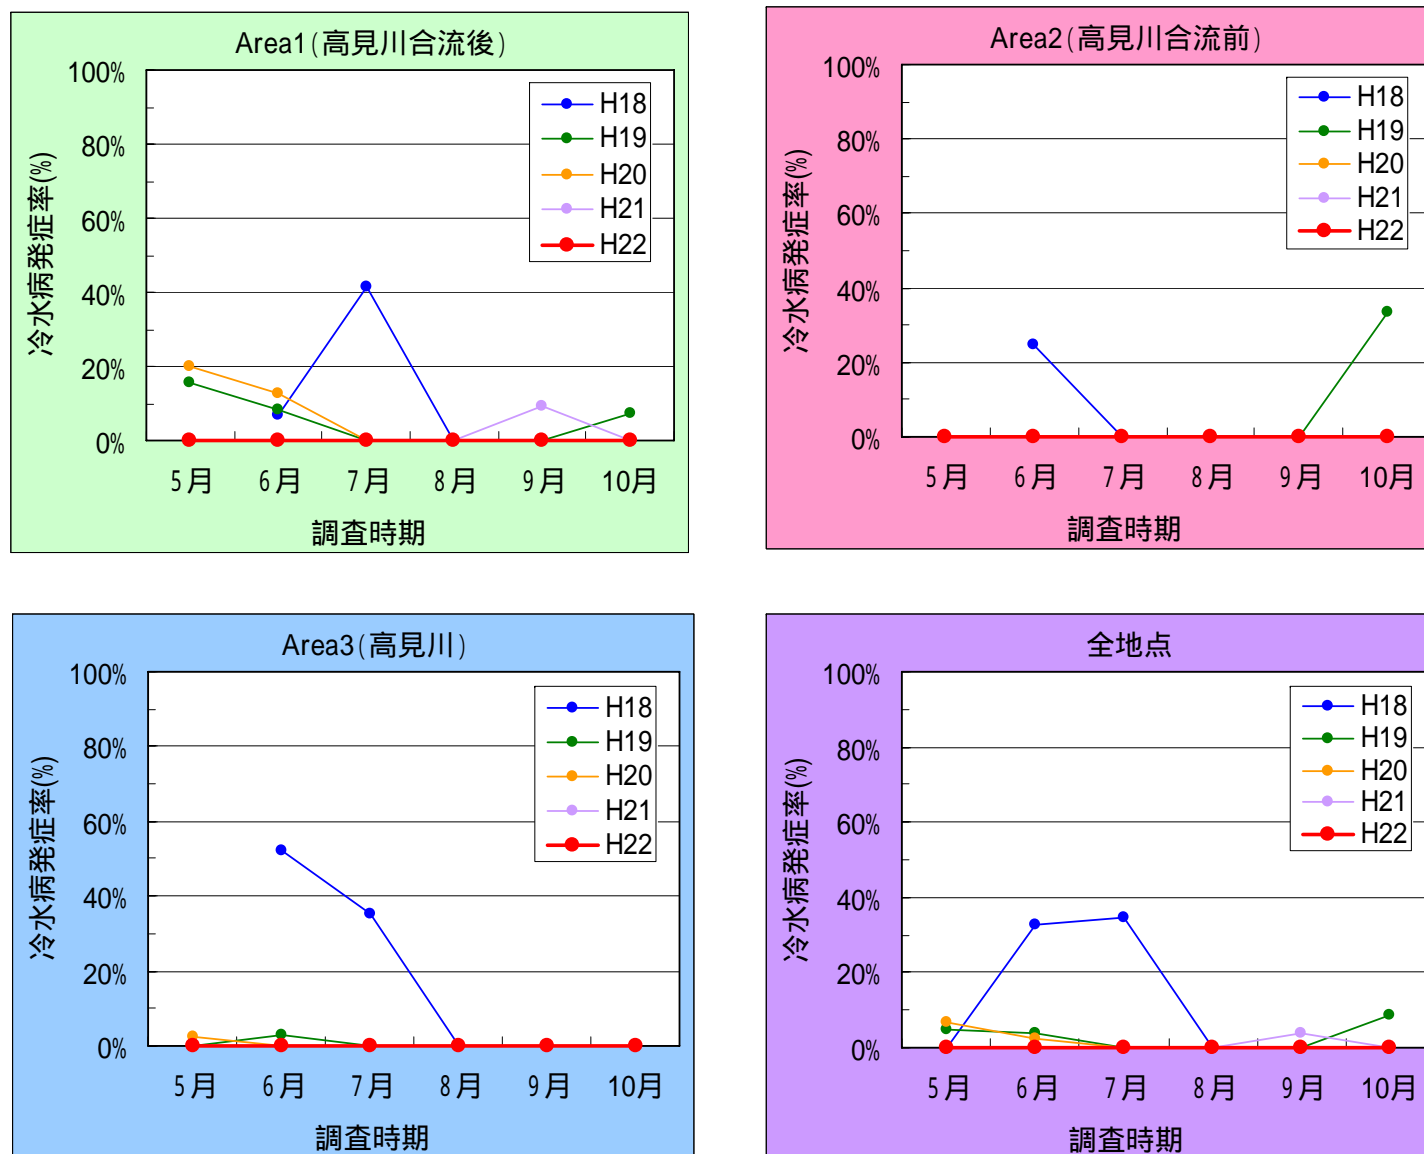 Area1(高見川合流後)
100%
80%
60%
40%
20%
0%
冷水病発症率(%)
H18
H19
H20
H21
H22
5月 6月 7月 8月 9月 10月
調査時期
Area2(高見川合流前)
100%
80%
60%
40%
20%
0%
冷水病発症率(%)
H18
H19
H20
H21
H22
5月 6月 7月 8月 9月 10月
調査時期
Area3(高見川)
100%
80%
60%
40%
20%
0%
冷水病発症率(%)
H18
H19
H20
H21
H22
5月 6月 7月 8月 9月 10月
調査時期
全地点
100%
80%
60%
40%
20%
0%
冷水病発症率(%)
H18
H19
H20
H21
H22
5月 6月 7月 8月 9月 10月
調査時期